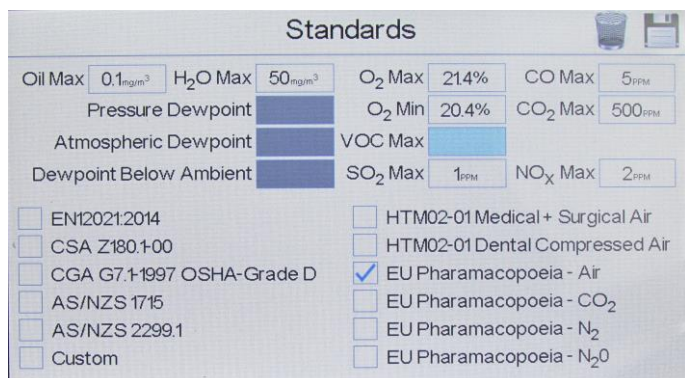 Standards
Oil Max 0.1mg/m³ H₂O Max 50mg/m³ O₂ Max 21.4% CO Max 5PPM
Pressure Dewpoint O₂ Min 20.4% CO₂ Max 500PPM
Atmospheric Dewpoint VOC Max
Dewpoint Below Ambient SO₂ Max 1PPM NOX Max 2PPM
EN12021:2014
CSA Z180.1-00
CGA G7.1-1997 OSHA-Grade D
AS/NZS 1715
AS/NZS 2299.1
Custom
HTM02-01 Medical + Surgical Air
HTM02-01 Dental Compressed Air
EU Pharamacopoeia - Air
EU Pharamacopoeia - CO₂
EU Pharamacopoeia - N₂
EU Pharamacopoeia - N₂0